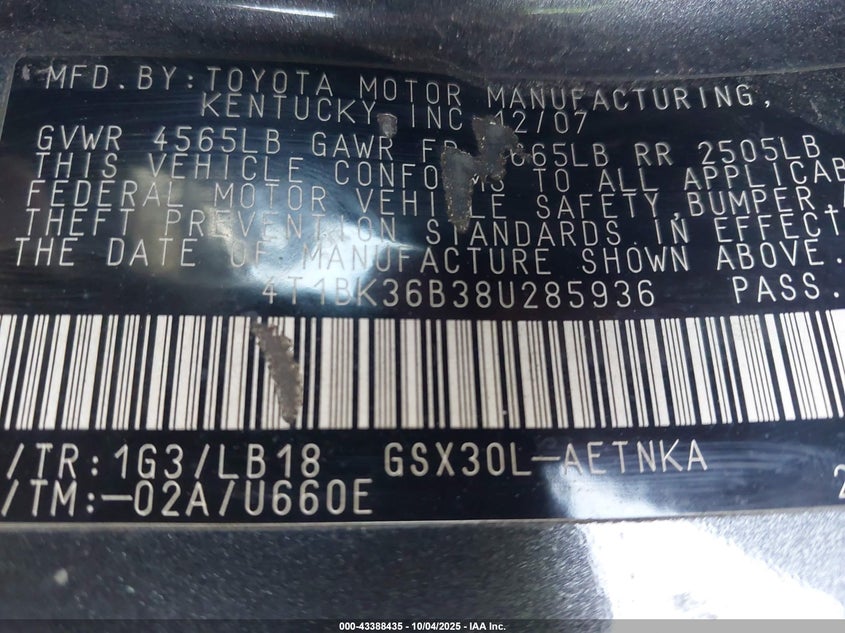 MFD.BY:TOYOTA MOTOR MANUFACTURING,
KENTUCKY, INC 12/07
GVWR 4565LB GAWR RR 2505LB
THIS VEHICLE CONFORMS TO ALL APPLICAB
FEDERAL MOTOR VEHICLE SAFETY,BUMPER,
THEFT PREVENTION STANDARDS IN EFFECT
THE DATE OF MANUFACTURE SHOWN ABOVE.
4T1BK36B38U285936 PASS.
/TR:1G3/LB18 GSX30L-AETNKA
/TM:-02A/U660E 2
000-43388435 - 10/04/2025 - IAA Inc.